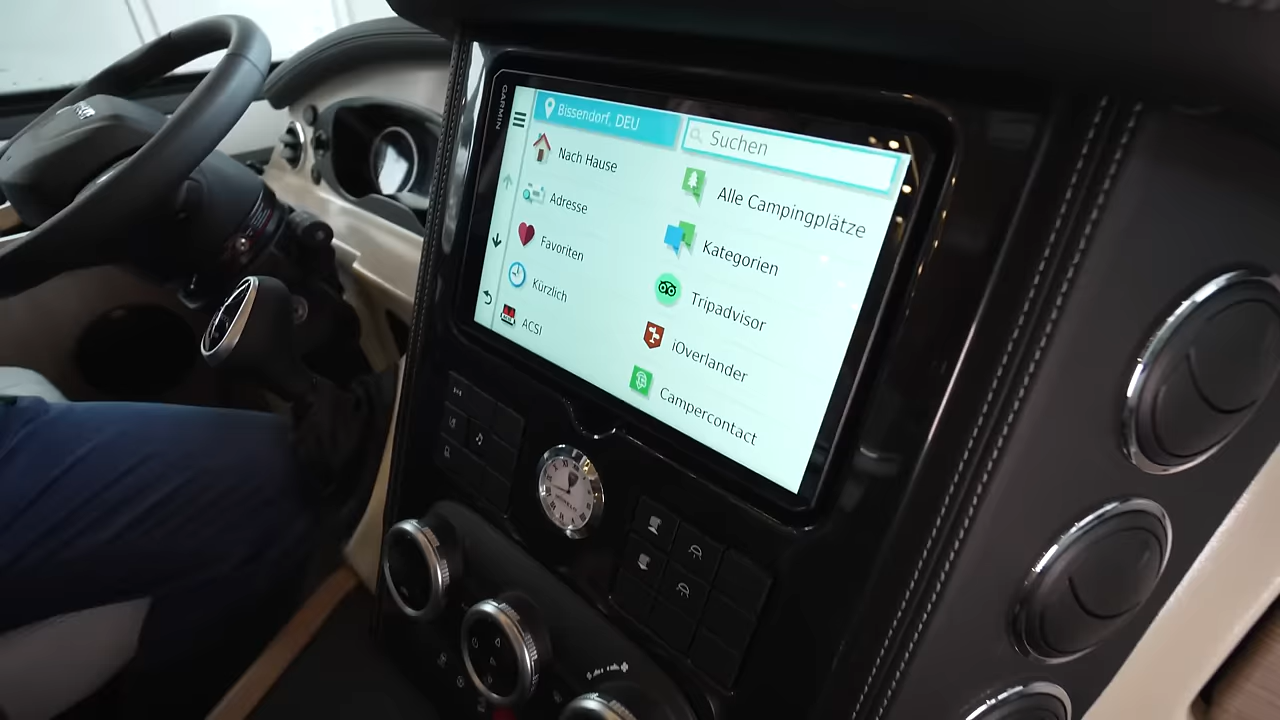 GARMIN
Bissendorf, DEU
Suchen
Nach Hause
Adresse
Favoriten
Kürzlich
ACSI
Alle Campingplätze
Kategorien
Tripadvisor
iOverlander
Campercontact